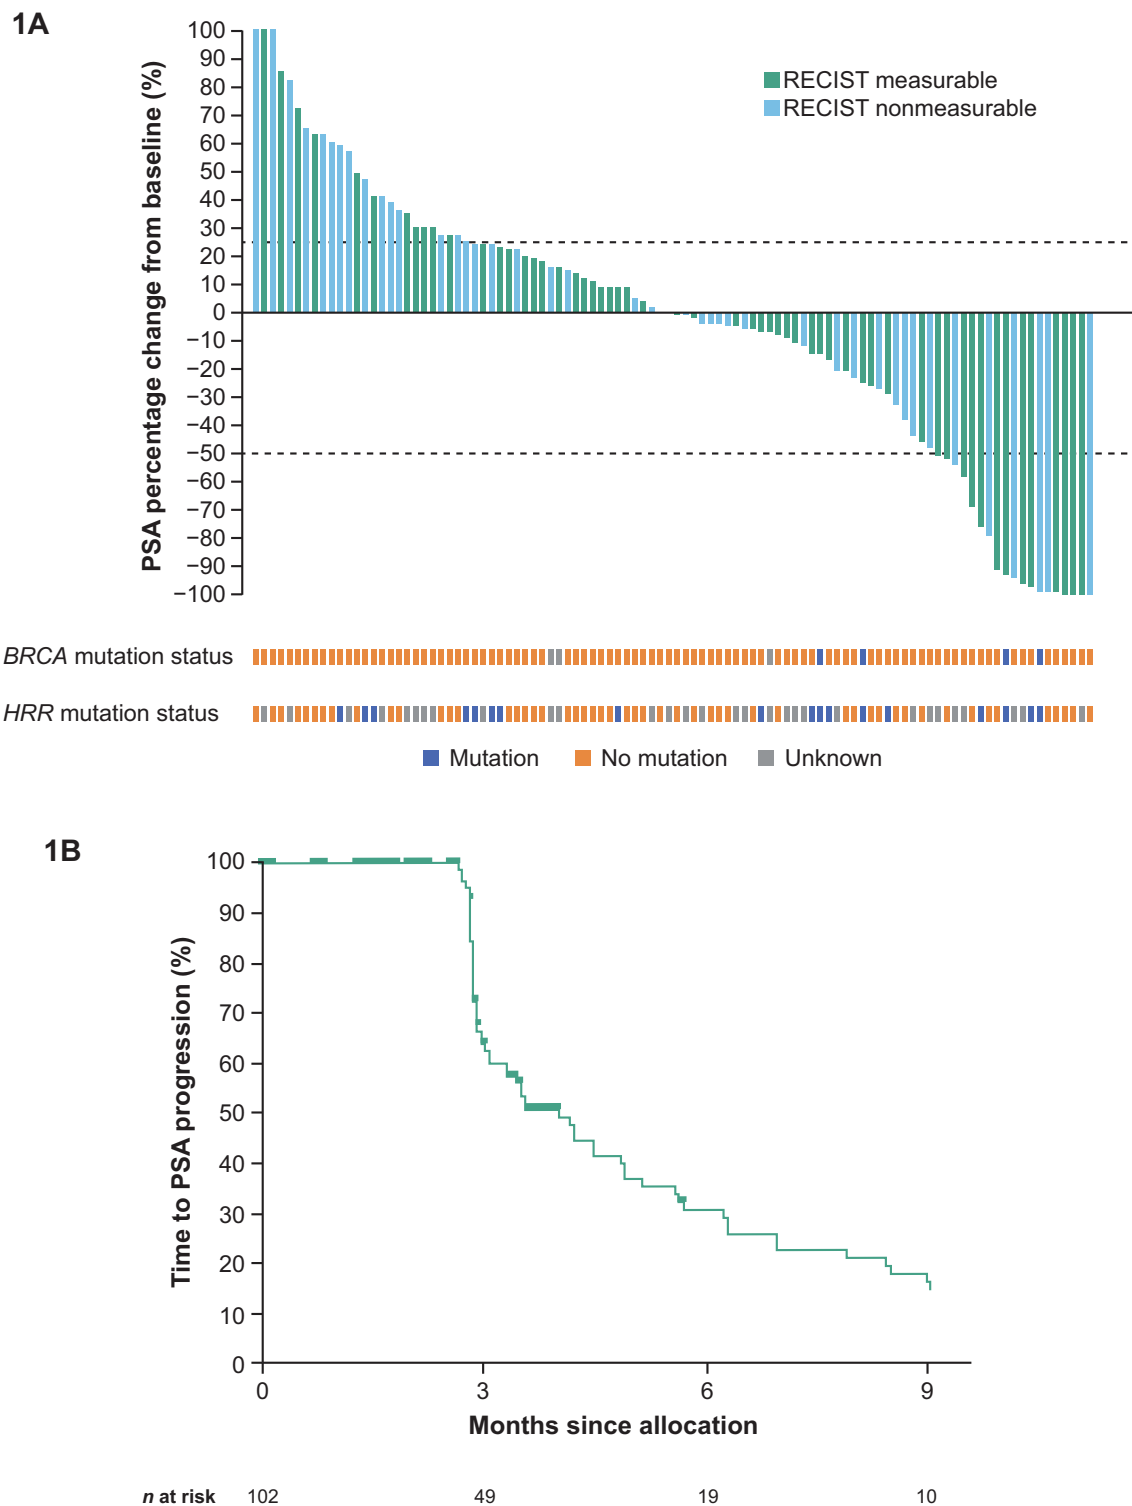 1A
PSA percentage change from baseline (%)
100
90
80
70
60
50
40
30
20
10
0
−10
−20
−30
−40
−50
−60
−70
−80
−90
−100
RECIST measurable
RECIST nonmeasurable
BRCA mutation status
HRR mutation status
Mutation No mutation Unknown
1B
Time to PSA progression (%)
100
90
80
70
60
50
40
30
20
10
0
0 3 6 9
Months since allocation
n at risk 102 49 19 10